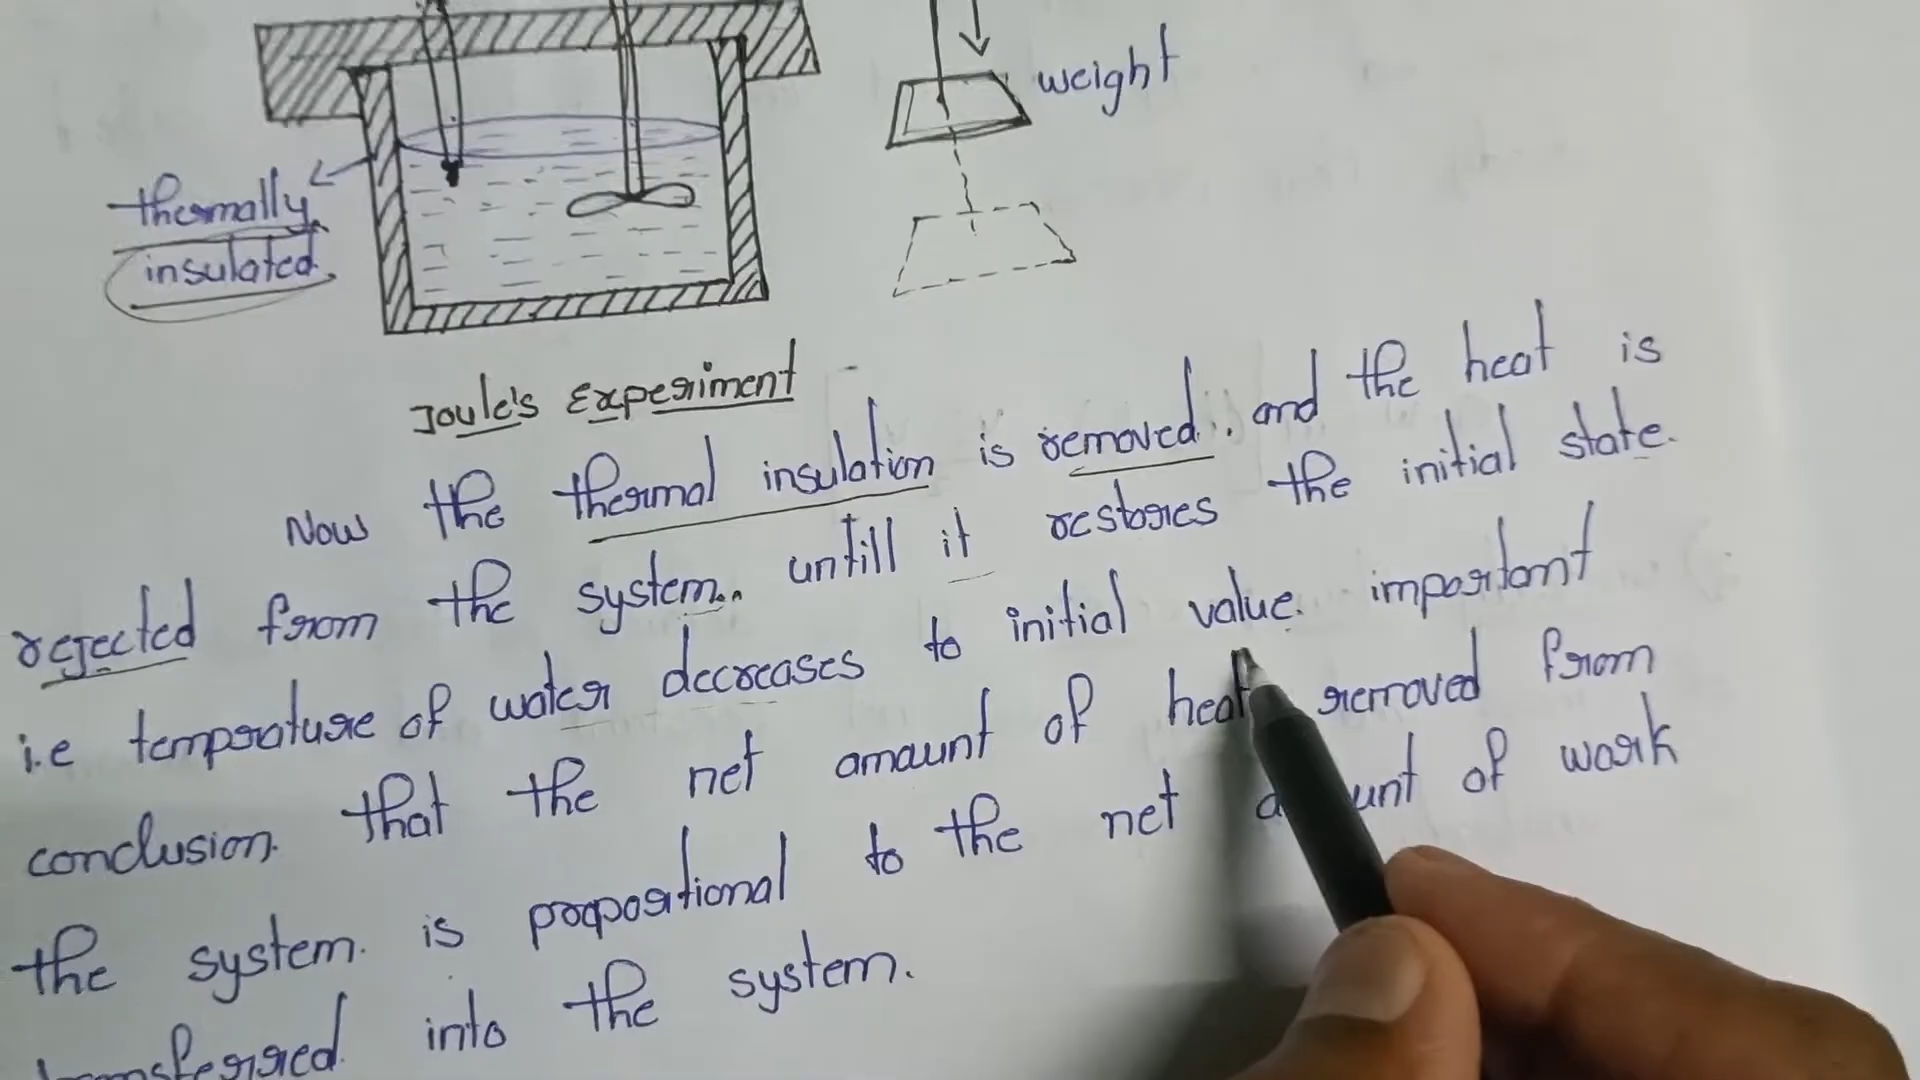 weight
thermally
insulated
Joule's Experiment
Now the thermal insulation is removed. and the heat is
rejected from the system.. untill it restores the initial state.
i.e temperature of water decreases to initial value. important
conclusion. that the net amount of heat removed from
the system. is proportional to the net amount of work
transferred into the system.